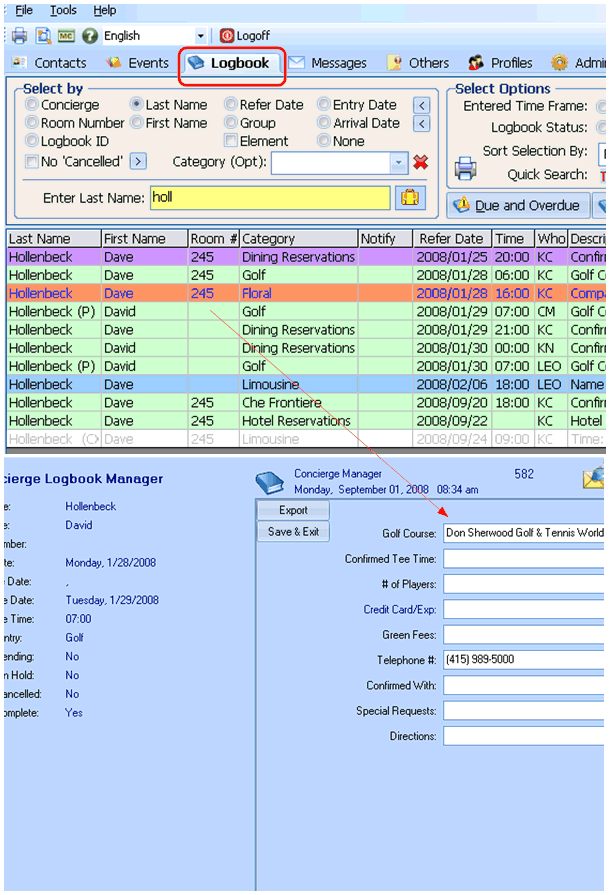 File Tools Help
MC ? English Logoff
Contacts Events Logbook Messages Others Profiles Admi
Select by
Concierge Last Name Refer Date Entry Date <
Room Number First Name Group Arrival Date <
Logbook ID Element None
No 'Cancelled' > Category (Opt):
Enter Last Name: holl
Select Options
Entered Time Frame:
Logbook Status:
Sort Selection By:
Quick Search:
Due and Overdue
Last Name First Name Room # Category Notify Refer Date Time Who Descri
Hollenbeck Dave 245 Dining Reservations 2008/01/25 20:00 KC Confir
Hollenbeck Dave 245 Golf 2008/01/28 06:00 KC Golf C
Hollenbeck Dave 245 Floral 2008/01/28 16:00 KC Compa
Hollenbeck (P) David Golf 2008/01/29 07:00 CM Golf C
Hollenbeck Dave Dining Reservations 2008/01/29 21:00 KC Confir
Hollenbeck David Dining Reservations 2008/01/30 00:00 KN Confir
Hollenbeck (P) David Golf 2008/01/30 07:00 LEO Golf C
Hollenbeck Dave Limousine 2008/02/06 18:00 LEO Name
Hollenbeck Dave 245 Che Frontiere 2008/09/20 18:00 KC Confir
Hollenbeck Dave 245 Hotel Reservations 2008/09/22 KC Hotel
Hollenbeck (CX Dave 245 Limousine 2008/09/24 09:00 KC Time:
cierge Logbook Manager
e: Hollenbeck
e: David
mber:
te: Monday, 1/28/2008
Date: ,
e Date: Tuesday, 1/29/2008
e Time: 07:00
ntry: Golf
ending: No
n Hold: No
ancelled: No
omplete: Yes
Concierge Manager 582
Monday, September 01, 2008 08:34 am
Export
Save & Exit
Golf Course: Don Sherwood Golf & Tennis World
Confirmed Tee Time:
# of Players:
Credit Card/Exp:
Green Fees:
Telephone #: (415) 989-5000
Confirmed With:
Special Requests:
Directions: